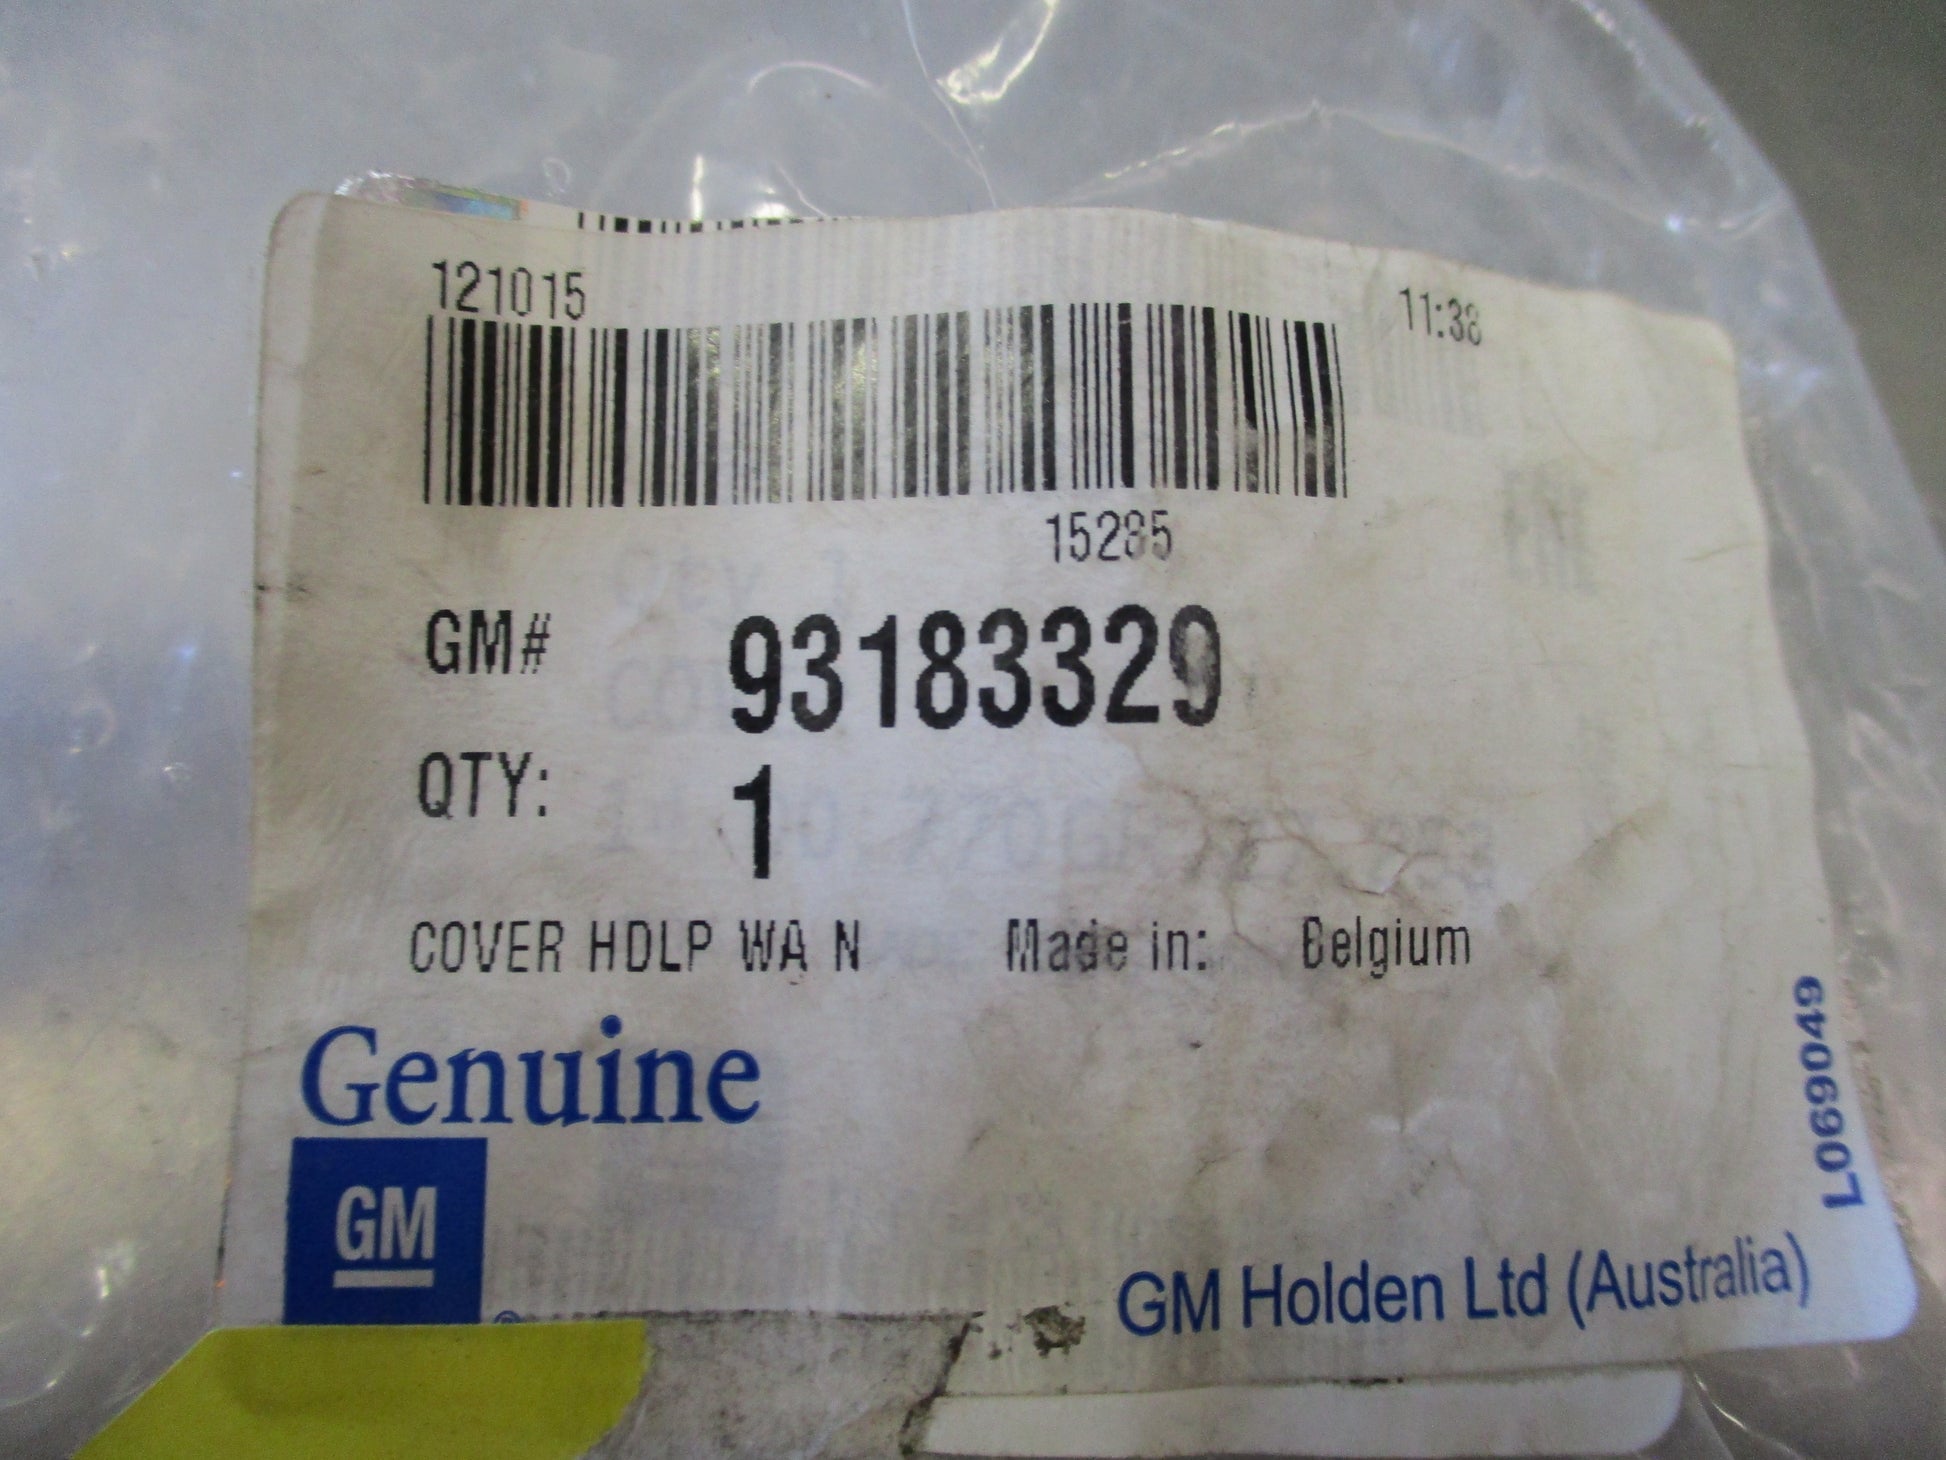 121015
11:38
15285
GM# 93183329
QTY: 1
COVER HDLP WA N Made in: Belgium
Genuine
GM
GM Holden Ltd (Australia)
L069049